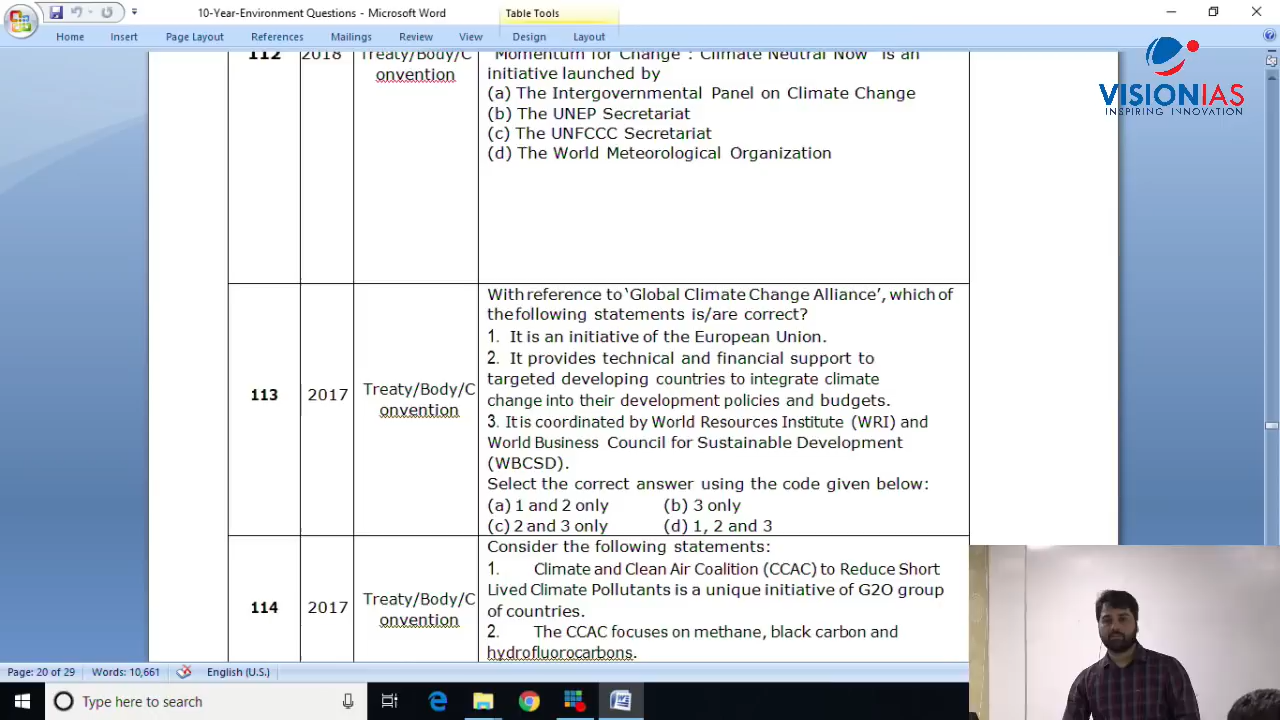 10-Year-Environment Questions - Microsoft Word
Table Tools
Home Insert Page Layout References Mailings Review View Design Layout
VISIONIAS
INSPIRING INNOVATION
112 2018 Treaty/Body/C
onvention
"Momentum for Change : Climate Neutral Now" is an
initiative launched by
(a) The Intergovernmental Panel on Climate Change
(b) The UNEP Secretariat
(c) The UNFCCC Secretariat
(d) The World Meteorological Organization
113 2017 Treaty/Body/C
onvention
With reference to 'Global Climate Change Alliance', which of
the following statements is/are correct?
1. It is an initiative of the European Union.
2. It provides technical and financial support to
targeted developing countries to integrate climate
change into their development policies and budgets.
3. It is coordinated by World Resources Institute (WRI) and
World Business Council for Sustainable Development
(WBCSD).
Select the correct answer using the code given below:
(a) 1 and 2 only (b) 3 only
(c) 2 and 3 only (d) 1, 2 and 3
114 2017 Treaty/Body/C
onvention
Consider the following statements:
1. Climate and Clean Air Coalition (CCAC) to Reduce Short
Lived Climate Pollutants is a unique initiative of G2O group
of countries.
2. The CCAC focuses on methane, black carbon and
hydrofluorocarbons.
Page: 20 of 29 Words: 10,661 English (U.S.)
Type here to search